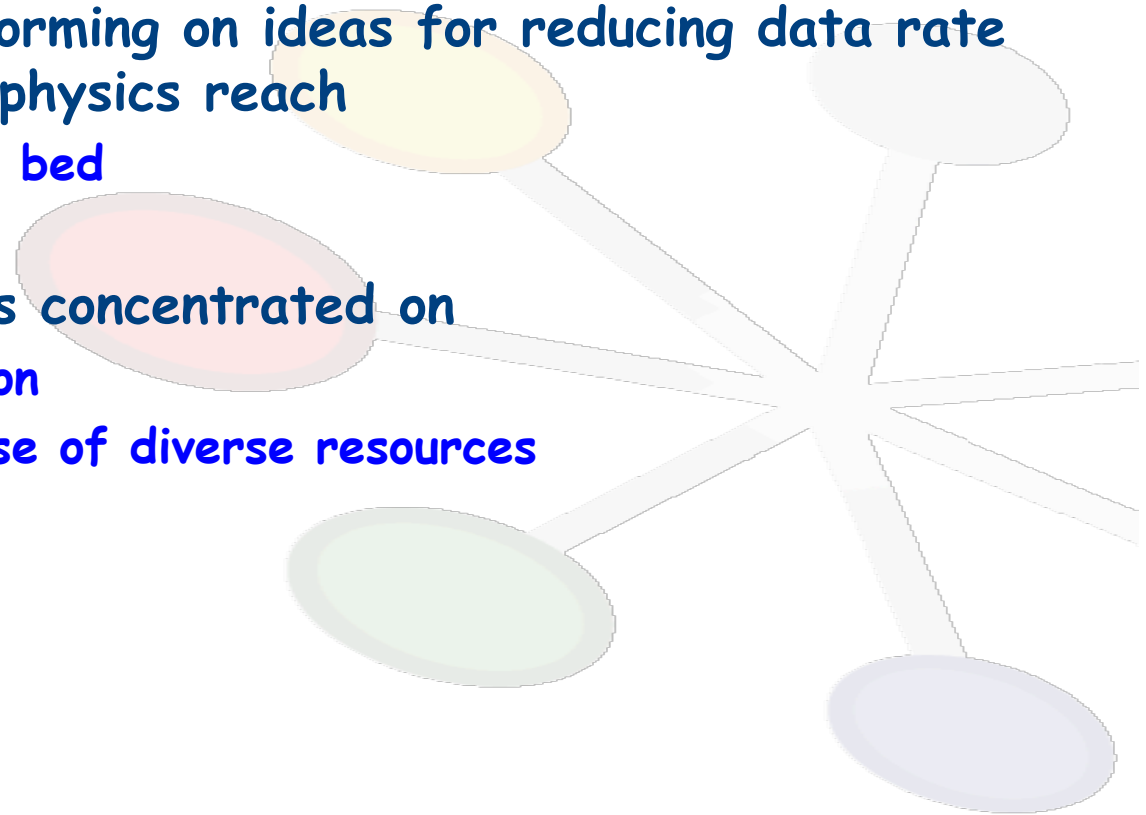 orming on ideas for reducing data rate
physics reach
bed
s concentrated on
on
se of diverse resources